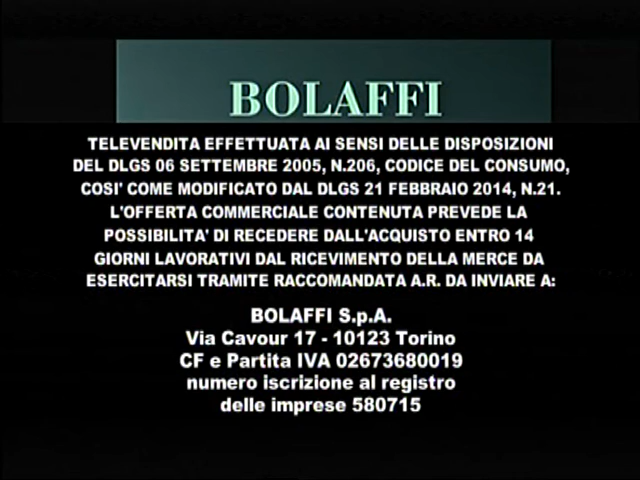 BOLAFFI
TELEVENDITA EFFETTUATA AI SENSI DELLE DISPOSIZIONI
DEL DLGS 06 SETTEMBRE 2005, N.206, CODICE DEL CONSUMO,
COSI' COME MODIFICATO DAL DLGS 21 FEBBRAIO 2014, N.21.
L'OFFERTA COMMERCIALE CONTENUTA PREVEDE LA
POSSIBILITA' DI RECEDERE DALL'ACQUISTO ENTRO 14
GIORNI LAVORATIVI DAL RICEVIMENTO DELLA MERCE DA
ESERCITARSI TRAMITE RACCOMANDATA A.R. DA INVIARE A:
BOLAFFI S.p.A.
Via Cavour 17 - 10123 Torino
CF e Partita IVA 02673680019
numero iscrizione al registro
delle imprese 580715